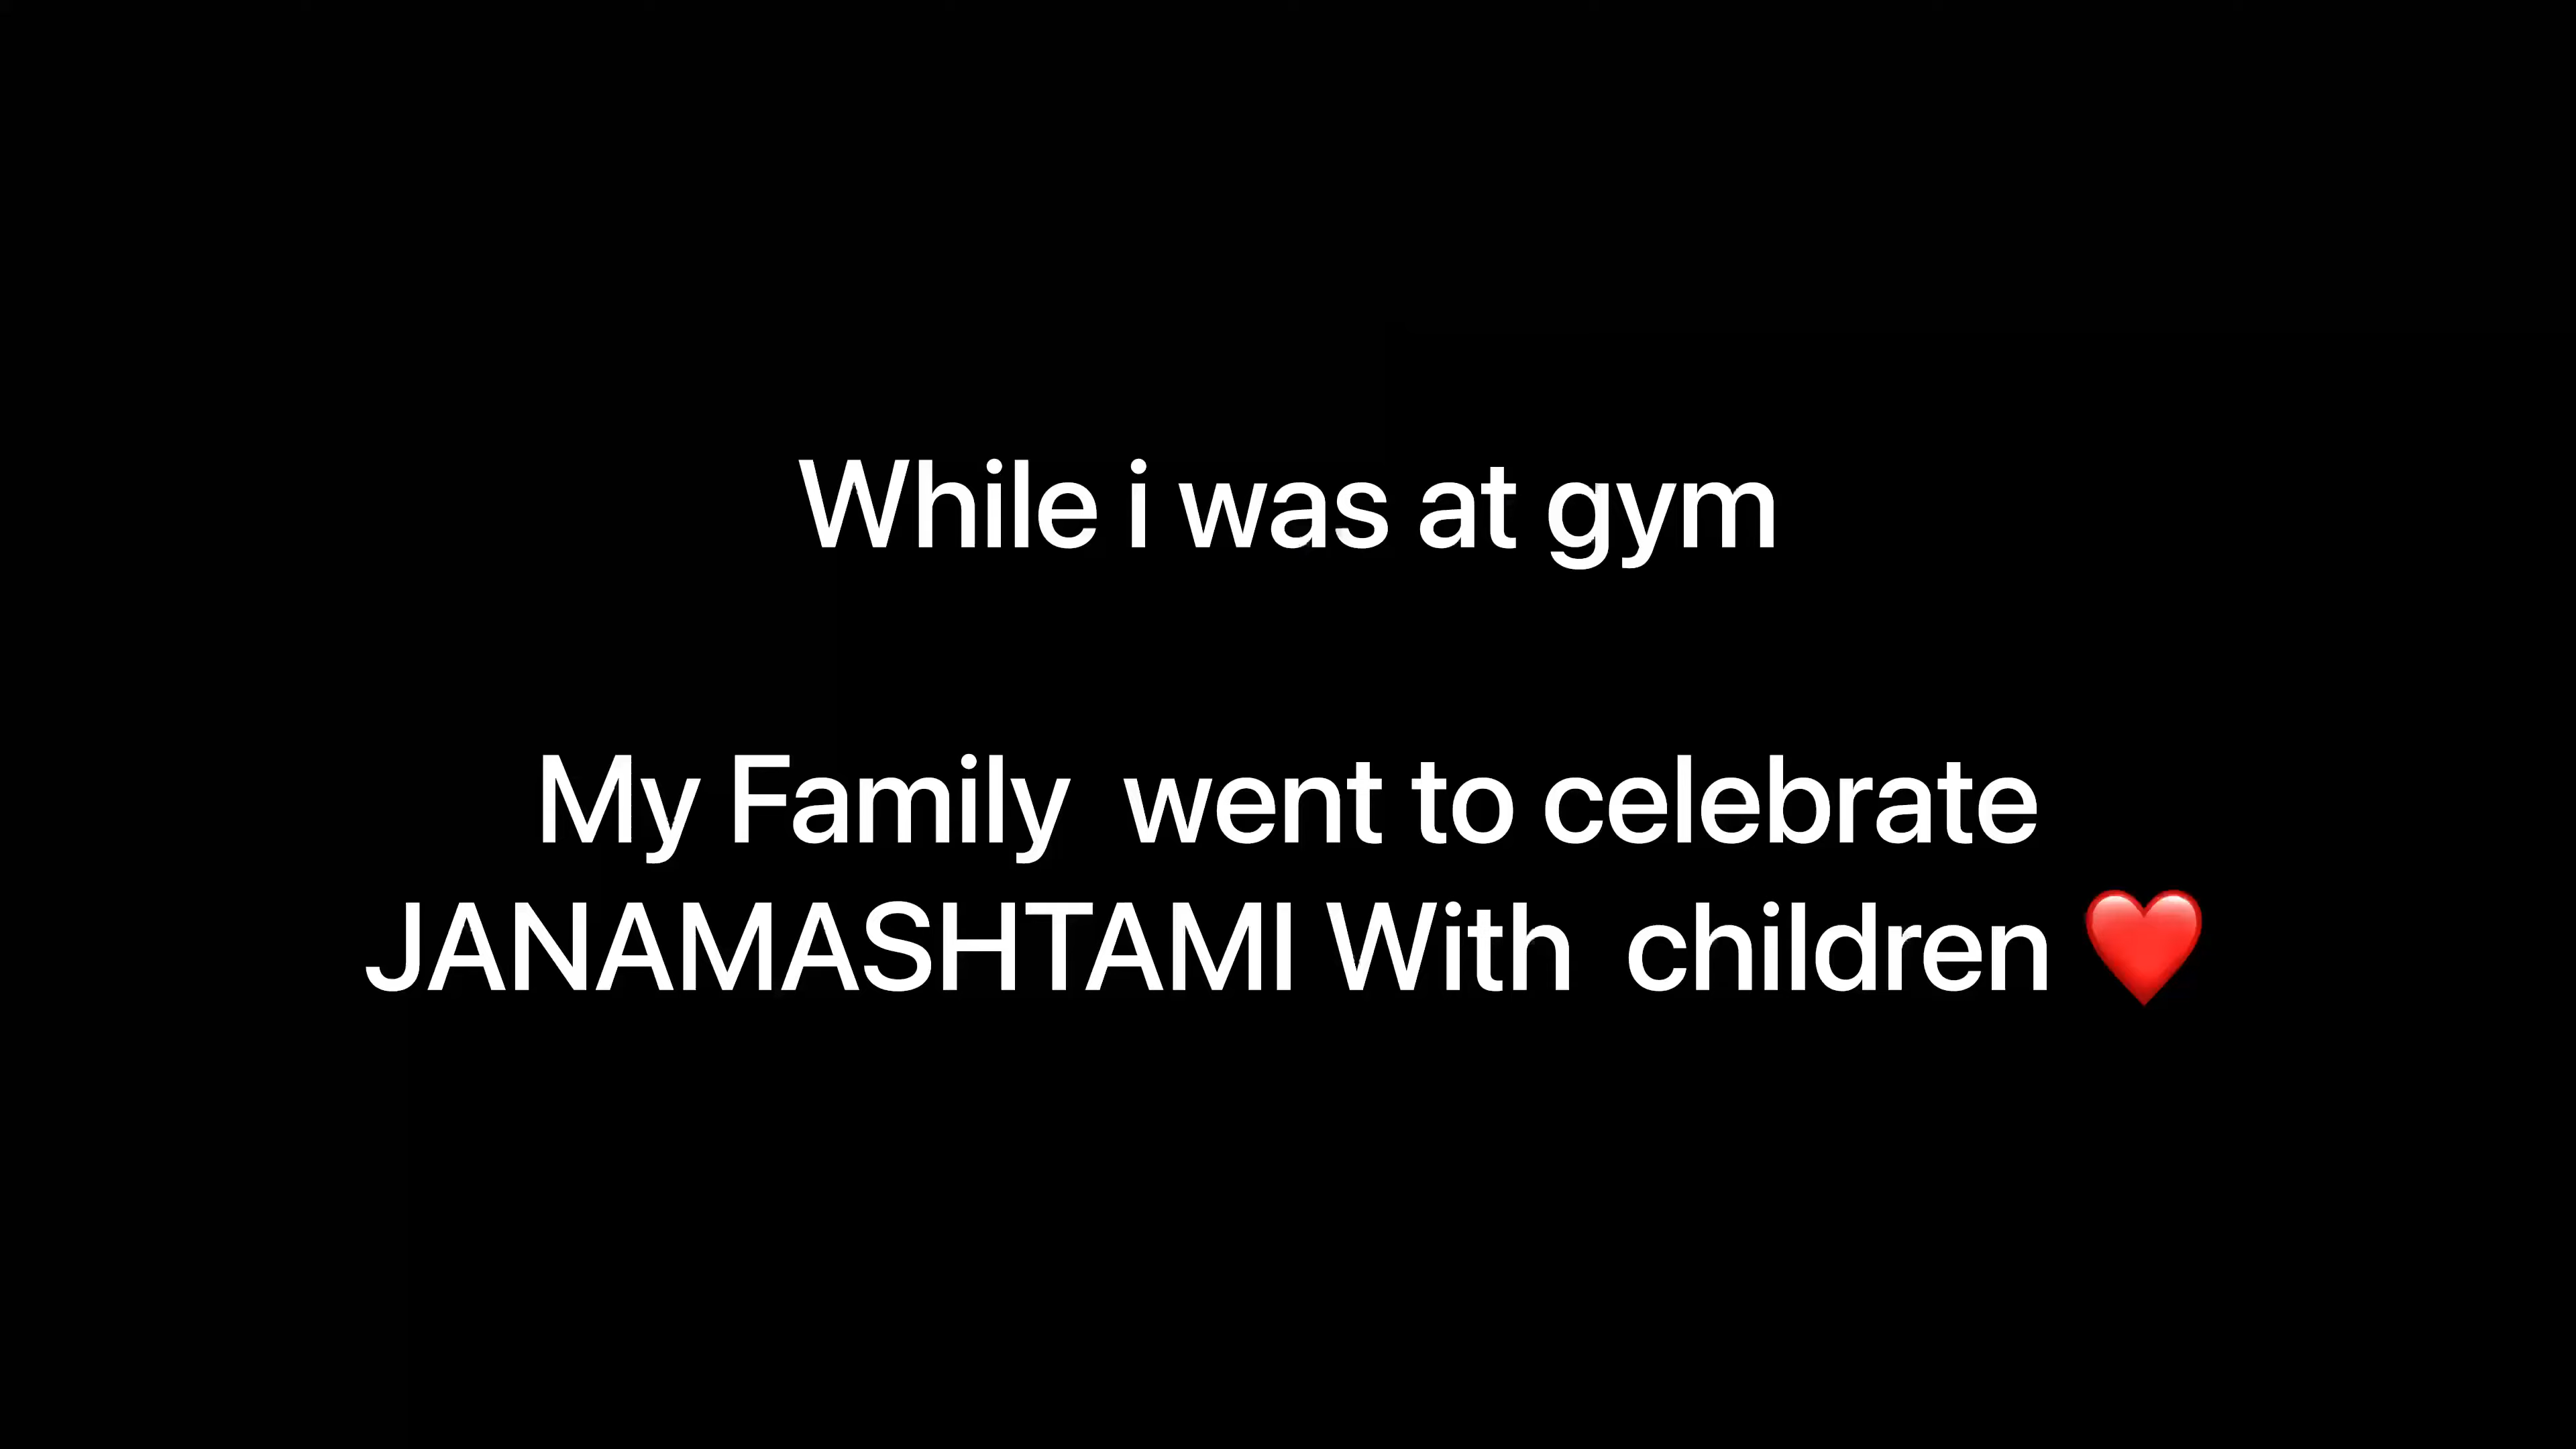 While i was at gym
My Family  went to celebrate
JANAMASHTAMI With  children ❤️